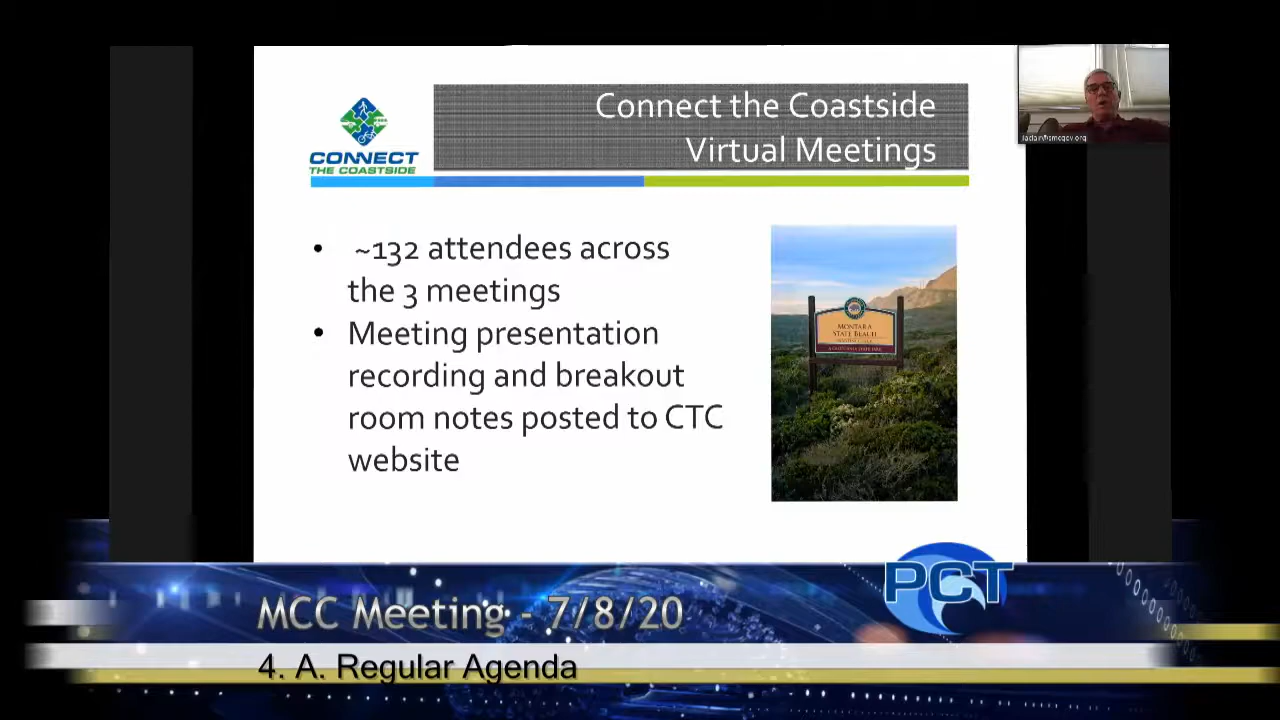 Connect the Coastside
Virtual Meetings
CONNECT
THE COASTSIDE
• ~132 attendees across
the 3 meetings
• Meeting presentation
recording and breakout
room notes posted to CTC
website
MONTARA
STATE BEACH
PCT
MCC Meeting - 7/8/20
4. A. Regular Agenda